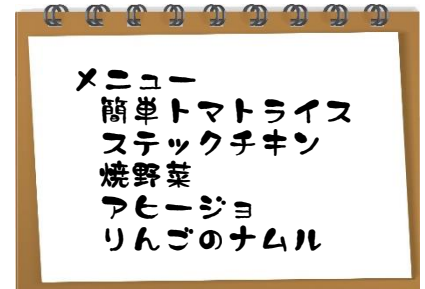 メニュー
簡単トマトライス
ステックチキン
焼野菜
アヒージョ
りんごのナムル